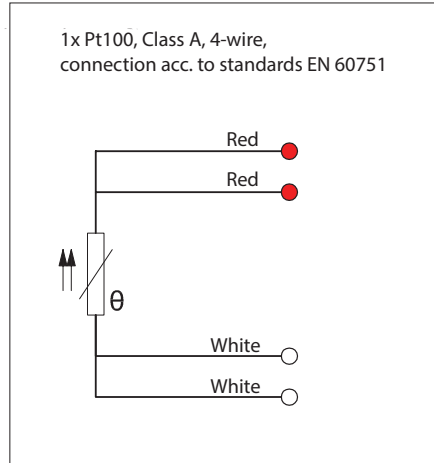 1x Pt100, Class A, 4-wire,
connection acc. to standards EN 60751
Red
Red
θ
White
White